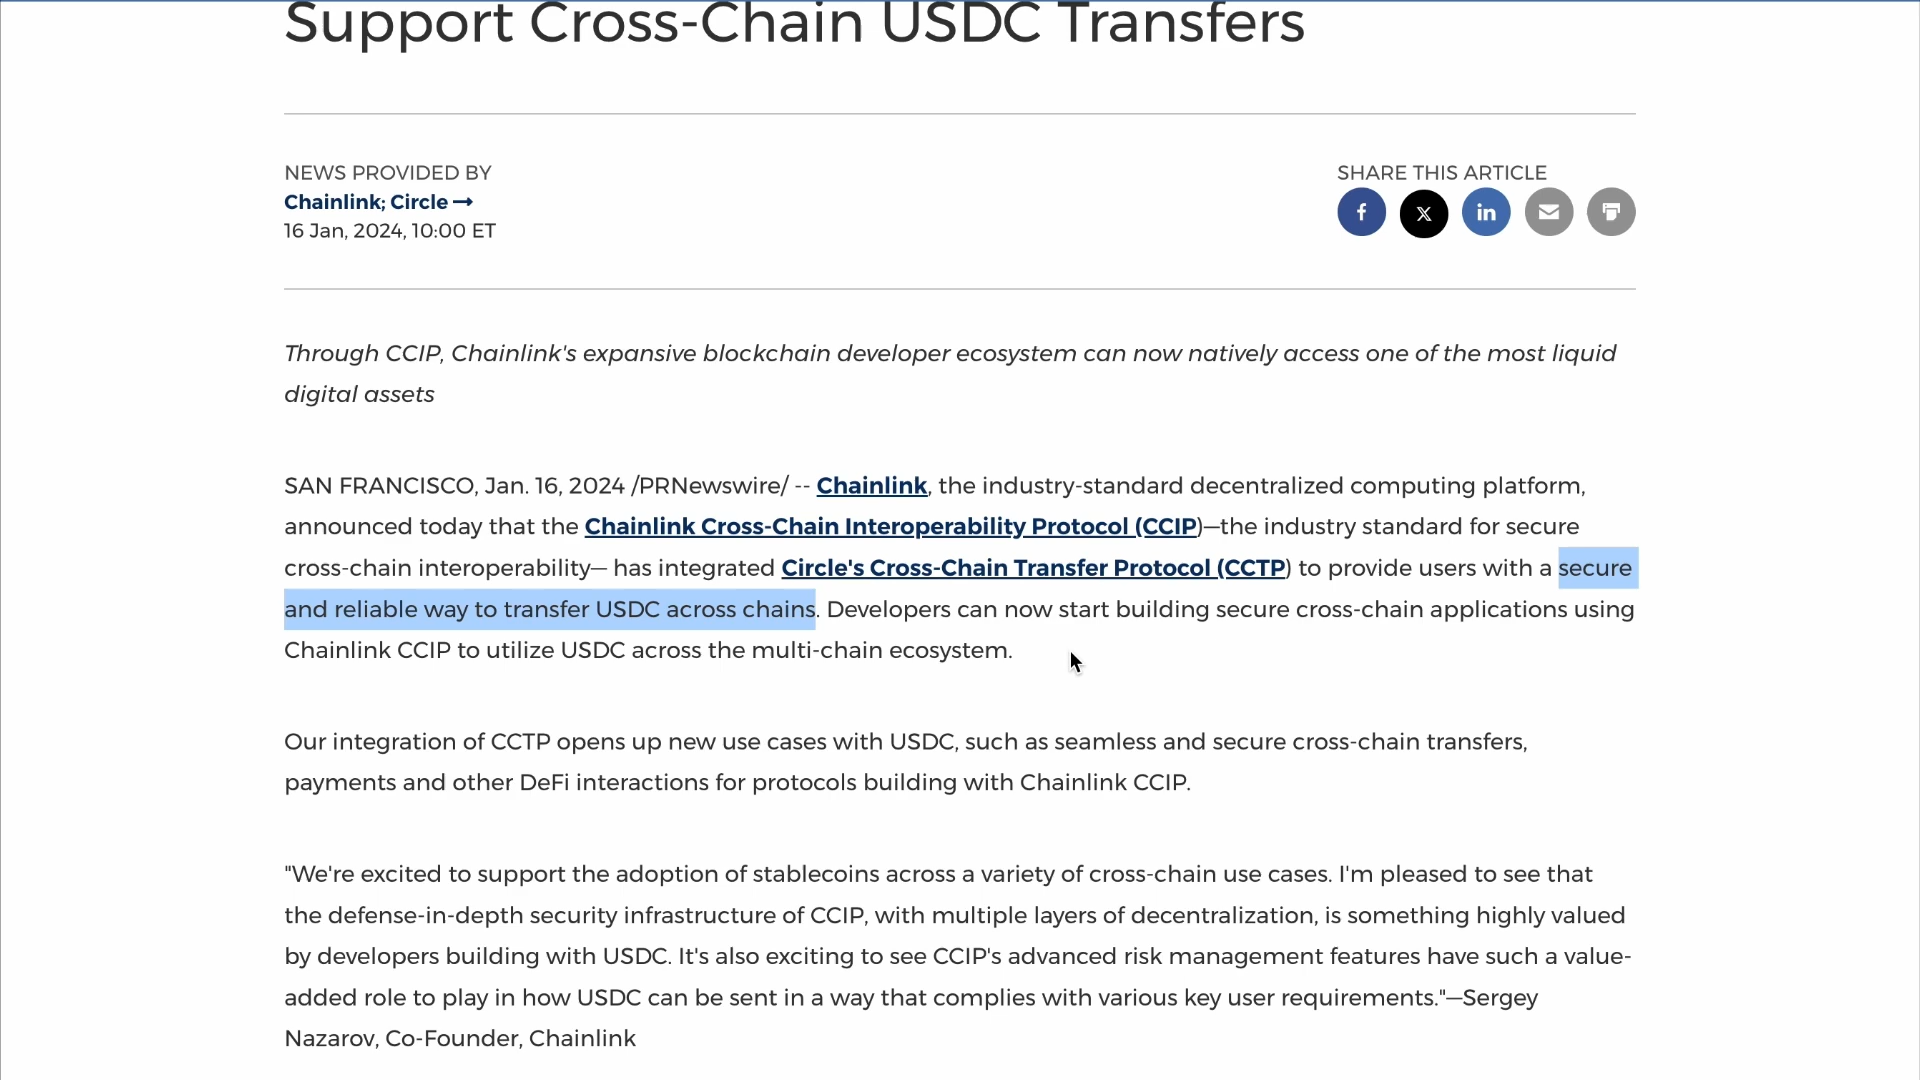 Support Cross-Chain USDC Transfers
NEWS PROVIDED BY
Chainlink; Circle →
16 Jan, 2024, 10:00 ET
SHARE THIS ARTICLE
Through CCIP, Chainlink's expansive blockchain developer ecosystem can now natively access one of the most liquid
digital assets
SAN FRANCISCO, Jan. 16, 2024 /PRNewswire/ -- Chainlink, the industry-standard decentralized computing platform,
announced today that the Chainlink Cross-Chain Interoperability Protocol (CCIP)—the industry standard for secure
cross-chain interoperability— has integrated Circle's Cross-Chain Transfer Protocol (CCTP) to provide users with a secure
and reliable way to transfer USDC across chains. Developers can now start building secure cross-chain applications using
Chainlink CCIP to utilize USDC across the multi-chain ecosystem.
Our integration of CCTP opens up new use cases with USDC, such as seamless and secure cross-chain transfers,
payments and other DeFi interactions for protocols building with Chainlink CCIP.
"We're excited to support the adoption of stablecoins across a variety of cross-chain use cases. I'm pleased to see that
the defense-in-depth security infrastructure of CCIP, with multiple layers of decentralization, is something highly valued
by developers building with USDC. It's also exciting to see CCIP's advanced risk management features have such a value-
added role to play in how USDC can be sent in a way that complies with various key user requirements."—Sergey
Nazarov, Co-Founder, Chainlink